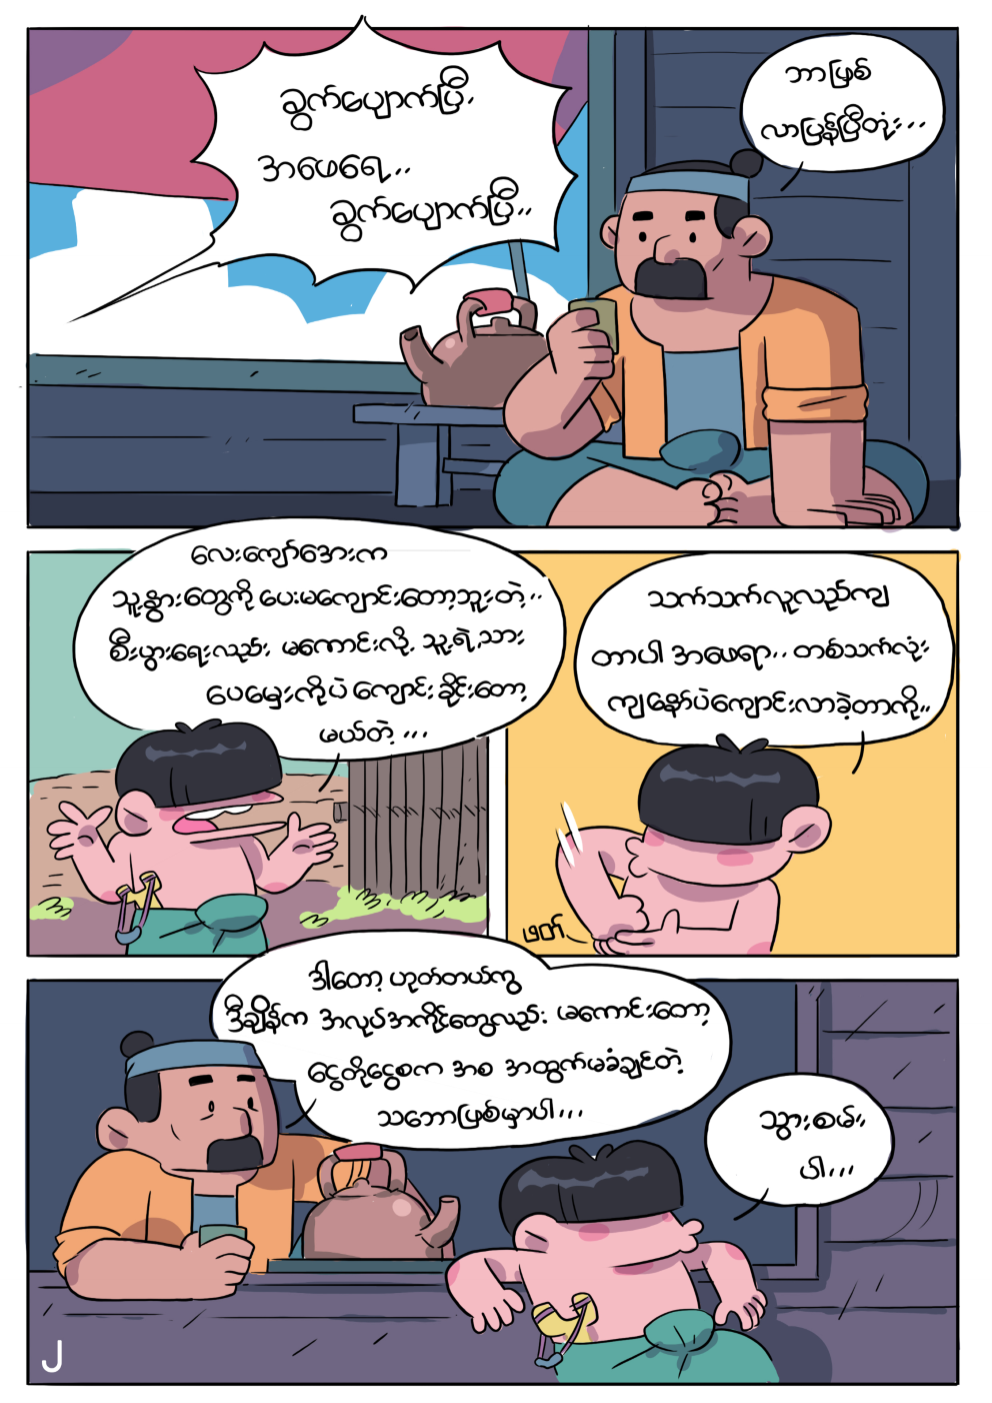 ခွက်ပျောက်ပြီ.
အဖေရေ..
ခွက်ပျောက်ပြီ..
ဘာဖြစ်
လာပြန်ပြီတုံး...
လေးကျော်အေးက
သူ့နွားတွေကို ပေးမကျောင်းတော့ဘူးတဲ့..
စီးပွားရေးလည်း မကောင်းလို့ သူ့ရဲ့သား
ပေမွှေးကိုပဲ ကျောင်းခိုင်းတော့
မယ်တဲ့...
သက်သက်လူလည်ကျ
တာပါ အဖေရာ.. တစ်သက်လုံး
ကျနော်ပဲကျောင်းလာခဲ့တာကို..
ဖတ်
ဒါတော့ ဟုတ်တယ်ကွ
ဒီချိန်က အလုပ်အကိုင်တွေလည်း မကောင်းတော့
ငွေတိုငွေစက အစ အထွက်မခံချင်တဲ့
သဘောဖြစ်မှာပါ...
သွားစမ်း
ပါ...
၂